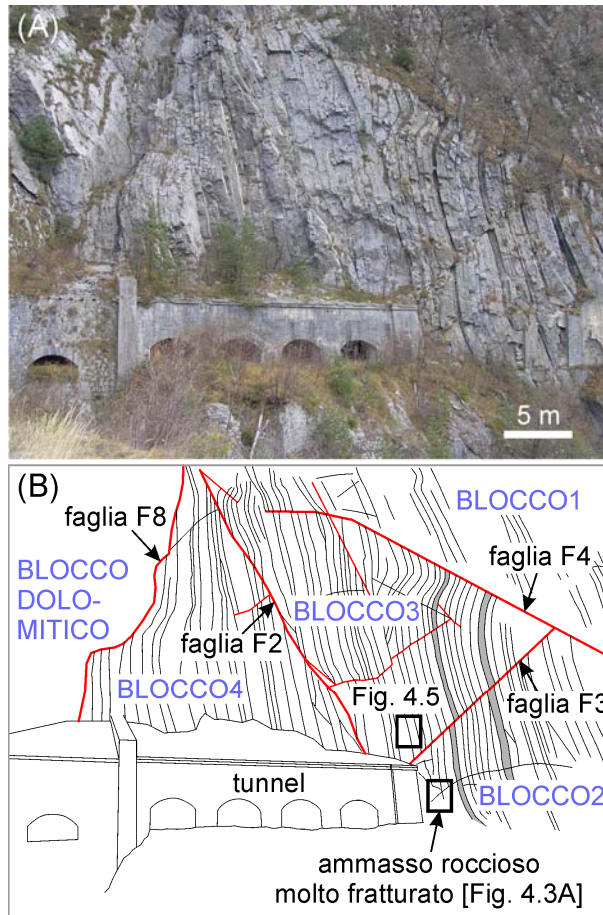 (A)
5 m
(B)
faglia F8
BLOCCO1
BLOCCO
DOLO-
MITICO
faglia F4
BLOCCO3
faglia F2
BLOCCO4
Fig. 4.5
faglia F3
tunnel
BLOCCO2
ammasso roccioso
molto fratturato [Fig. 4.3A]